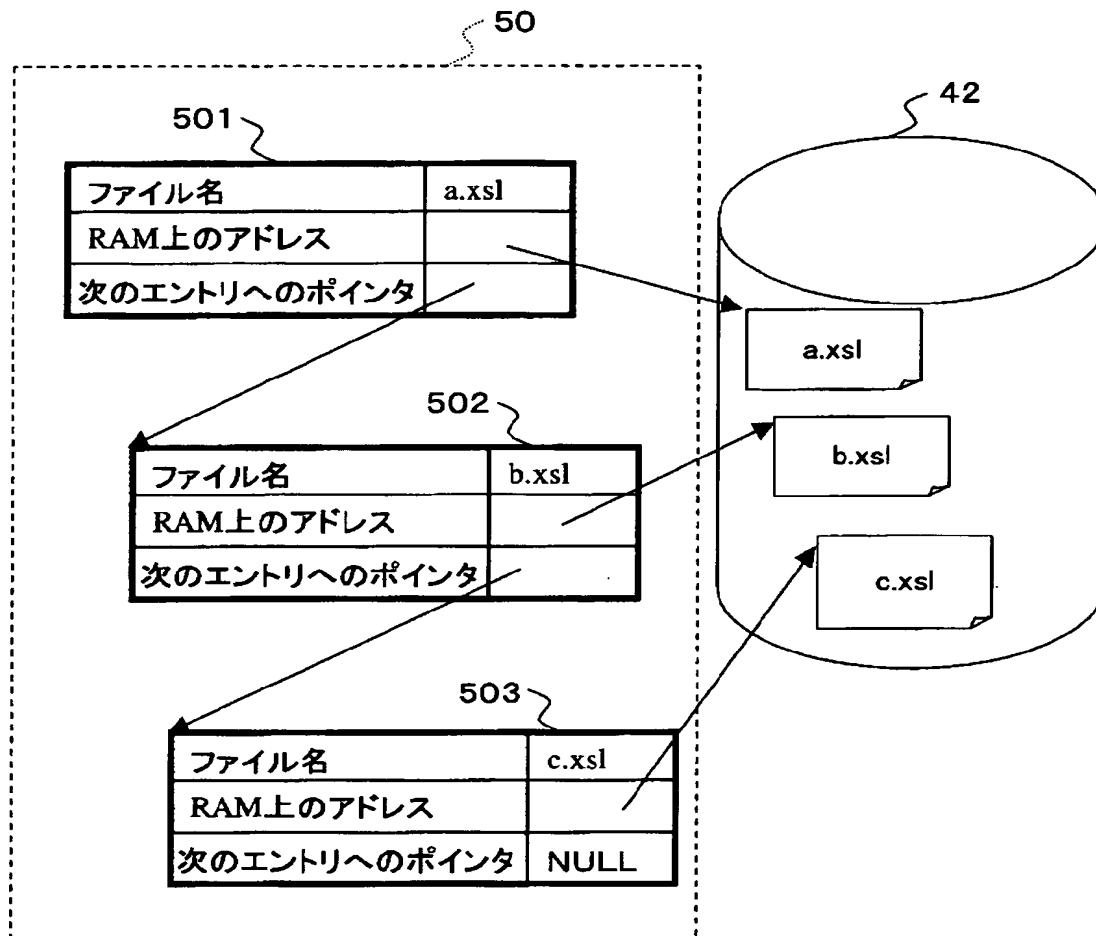 50
42
501
ファイル名 a.xsl
RAM上のアドレス
次のエントリへのポインタ
a.xsl
502
ファイル名 b.xsl
RAM上のアドレス
次のエントリへのポインタ
b.xsl
c.xsl
503
ファイル名 c.xsl
RAM上のアドレス
次のエントリへのポインタ NULL